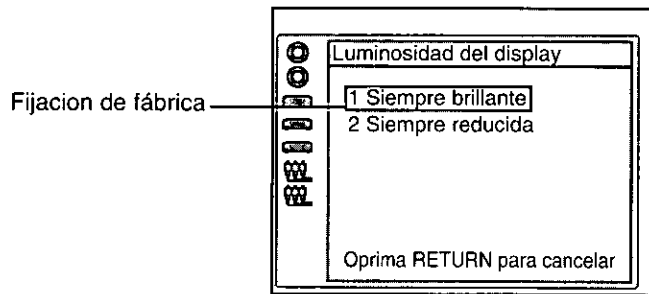 Luminosidad del display
Fijacion de fábrica
1 Siempre brillante
2 Siempre reducida
Oprima RETURN para cancelar